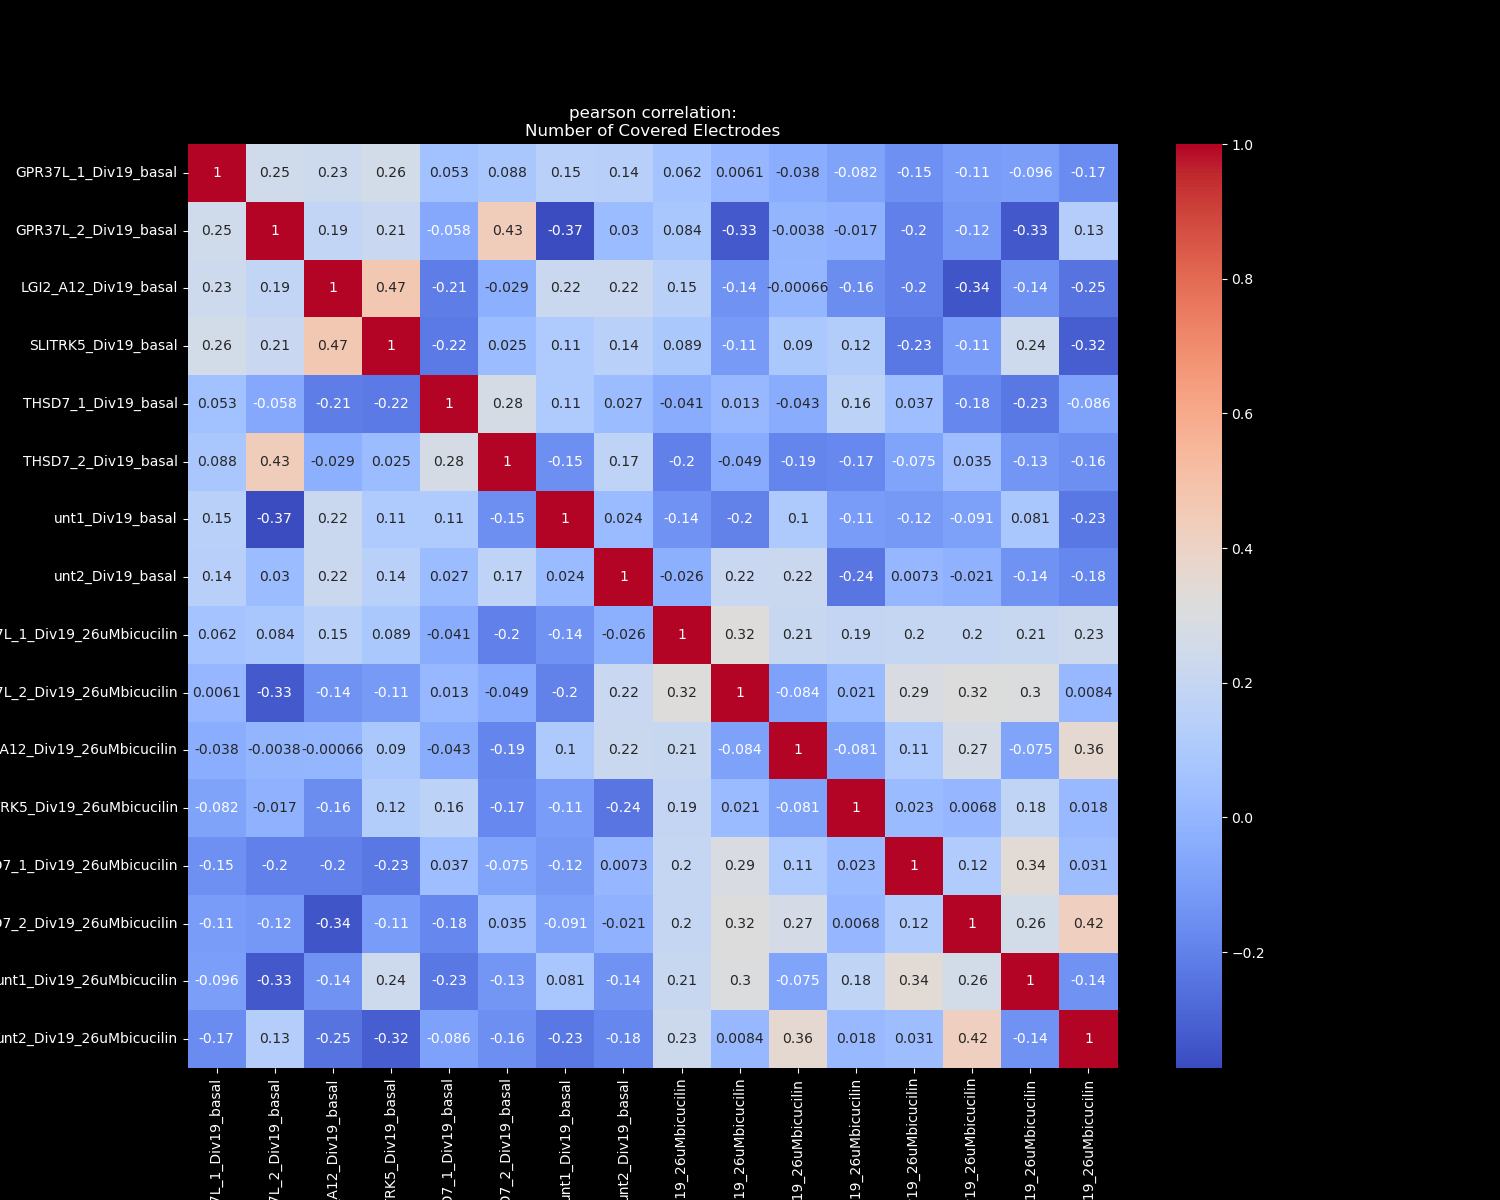 pearson correlation:
Number of Covered Electrodes
GPR37L_1_Div19_basal 1 0.25 0.23 0.26 0.053 0.088 0.15 0.14 0.062 0.0061 -0.038 -0.082 -0.15 -0.11 -0.096 -0.17
GPR37L_2_Div19_basal 0.25 1 0.19 0.21 -0.058 0.43 -0.37 0.03 0.084 -0.33 -0.0038 -0.017 -0.2 -0.12 -0.33 0.13
LGI2_A12_Div19_basal 0.23 0.19 1 0.47 -0.21 -0.029 0.22 0.22 0.15 -0.14 -0.00066 -0.16 -0.2 -0.34 -0.14 -0.25
SLITRK5_Div19_basal 0.26 0.21 0.47 1 -0.22 0.025 0.11 0.14 0.089 -0.11 0.09 0.12 -0.23 -0.11 0.24 -0.32
THSD7_1_Div19_basal 0.053 -0.058 -0.21 -0.22 1 0.28 0.11 0.027 -0.041 0.013 -0.043 0.16 0.037 -0.18 -0.23 -0.086
THSD7_2_Div19_basal 0.088 0.43 -0.029 0.025 0.28 1 -0.15 0.17 -0.2 -0.049 -0.19 -0.17 -0.075 0.035 -0.13 -0.16
unt1_Div19_basal 0.15 -0.37 0.22 0.11 0.11 -0.15 1 0.024 -0.14 -0.2 0.1 -0.11 -0.12 -0.091 0.081 -0.23
unt2_Div19_basal 0.14 0.03 0.22 0.14 0.027 0.17 0.024 1 -0.026 0.22 0.22 -0.24 0.0073 -0.021 -0.14 -0.18
7L_1_Div19_26uMbicucilin 0.062 0.084 0.15 0.089 -0.041 -0.2 -0.14 -0.026 1 0.32 0.21 0.19 0.2 0.2 0.21 0.23
7L_2_Div19_26uMbicucilin 0.0061 -0.33 -0.14 -0.11 0.013 -0.049 -0.2 0.22 0.32 1 -0.084 0.021 0.29 0.32 0.3 0.0084
A12_Div19_26uMbicucilin -0.038 -0.0038 -0.00066 0.09 -0.043 -0.19 0.1 0.22 0.21 -0.084 1 -0.081 0.11 0.27 -0.075 0.36
RK5_Div19_26uMbicucilin -0.082 -0.017 -0.16 0.12 0.16 -0.17 -0.11 -0.24 0.19 0.021 -0.081 1 0.023 0.0068 0.18 0.018
D7_1_Div19_26uMbicucilin -0.15 -0.2 -0.2 -0.23 0.037 -0.075 -0.12 0.0073 0.2 0.29 0.11 0.023 1 0.12 0.34 0.031
D7_2_Div19_26uMbicucilin -0.11 -0.12 -0.34 -0.11 -0.18 0.035 -0.091 -0.021 0.2 0.32 0.27 0.0068 0.12 1 0.26 0.42
unt1_Div19_26uMbicucilin -0.096 -0.33 -0.14 0.24 -0.23 -0.13 0.081 -0.14 0.21 0.3 -0.075 0.18 0.34 0.26 1 -0.14
unt2_Div19_26uMbicucilin -0.17 0.13 -0.25 -0.32 -0.086 -0.16 -0.23 -0.18 0.23 0.0084 0.36 0.018 0.031 0.42 -0.14 1
7L_1_Div19_basal
7L_2_Div19_basal
A12_Div19_basal
TRK5_Div19_basal
D7_1_Div19_basal
D7_2_Div19_basal
unt1_Div19_basal
unt2_Div19_basal
19_26uMbicucilin
19_26uMbicucilin
19_26uMbicucilin
19_26uMbicucilin
19_26uMbicucilin
19_26uMbicucilin
19_26uMbicucilin
19_26uMbicucilin
1.0
0.8
0.6
0.4
0.2
0.0
−0.2